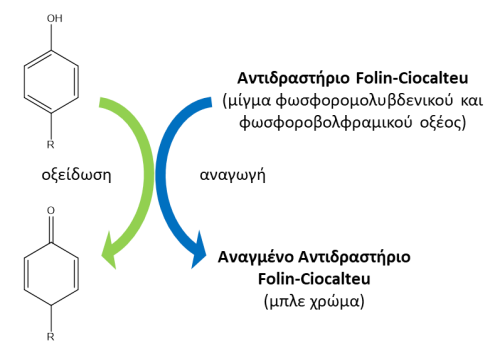 OH
R
οξείδωση
O
R
Αντιδραστήριο Folin-Ciocalteu
(μίγμα φωσφορομολυβδενικού και
φωσφοροβολφραμικού οξέος)
αναγωγή
Αναγμένο Αντιδραστήριο
Folin-Ciocalteu
(μπλε χρώμα)